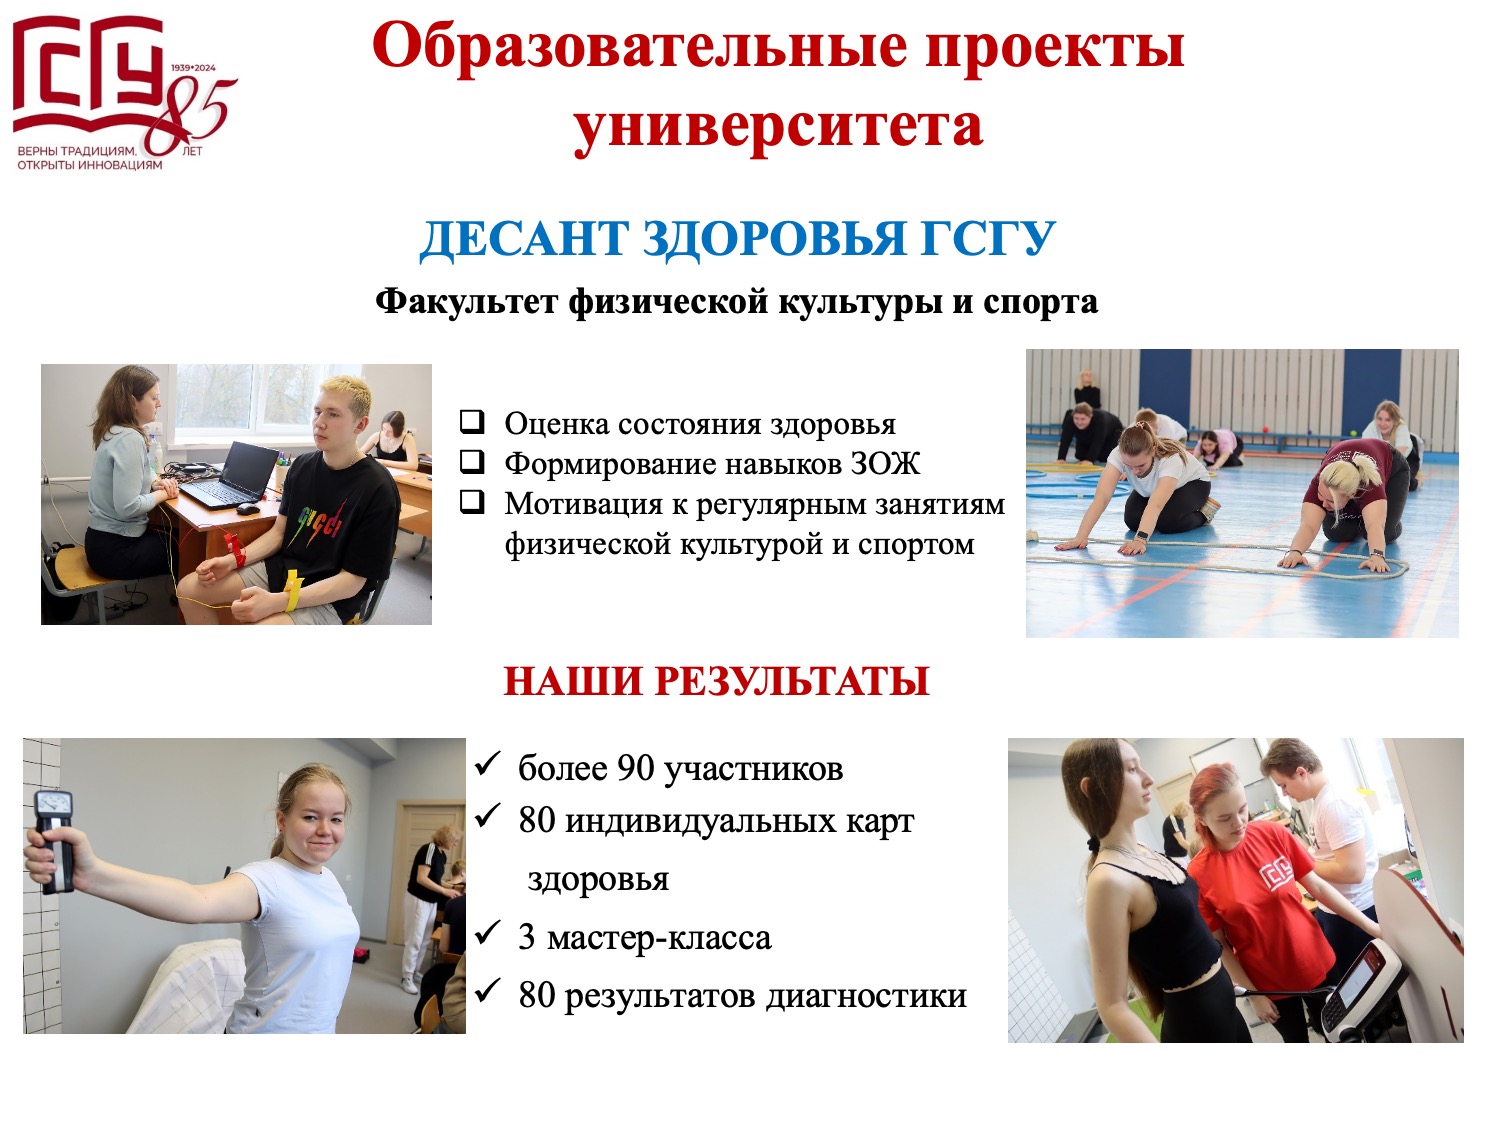 ГСГУ
1939•2024
85
ЛЕТ
ВЕРНЫ ТРАДИЦИЯМ,
ОТКРЫТЫ ИННОВАЦИЯМ
Образовательные проекты
университета
ДЕСАНТ ЗДОРОВЬЯ ГСГУ
Факультет физической культуры и спорта
Оценка состояния здоровья
Формирование навыков ЗОЖ
Мотивация к регулярным занятиям
физической культурой и спортом
GUCCI
НАШИ РЕЗУЛЬТАТЫ
более 90 участников
80 индивидуальных карт
здоровья
3 мастер-класса
80 результатов диагностики
ГСГУ